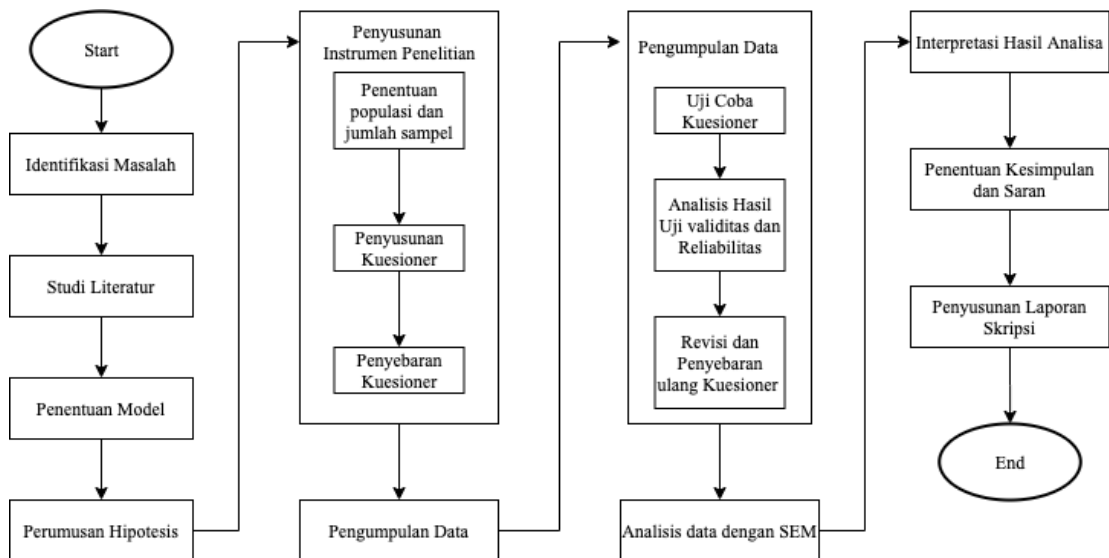 Start
Identifikasi Masalah
Studi Literatur
Penentuan Model
Perumusan Hipotesis
Penyusunan
Instrumen Penelitian
Penentuan
populasi dan
jumlah sampel
Penyusunan
Kuesioner
Penyebaran
Kuesioner
Pengumpulan Data
Pengumpulan Data
Uji Coba
Kuesioner
Analisis Hasil
Uji validitas dan
Reliabilitas
Revisi dan
Penyebaran
ulang Kuesioner
Analisis data dengan SEM
Interpretasi Hasil Analisa
Penentuan Kesimpulan
dan Saran
Penyusunan Laporan
Skripsi
End